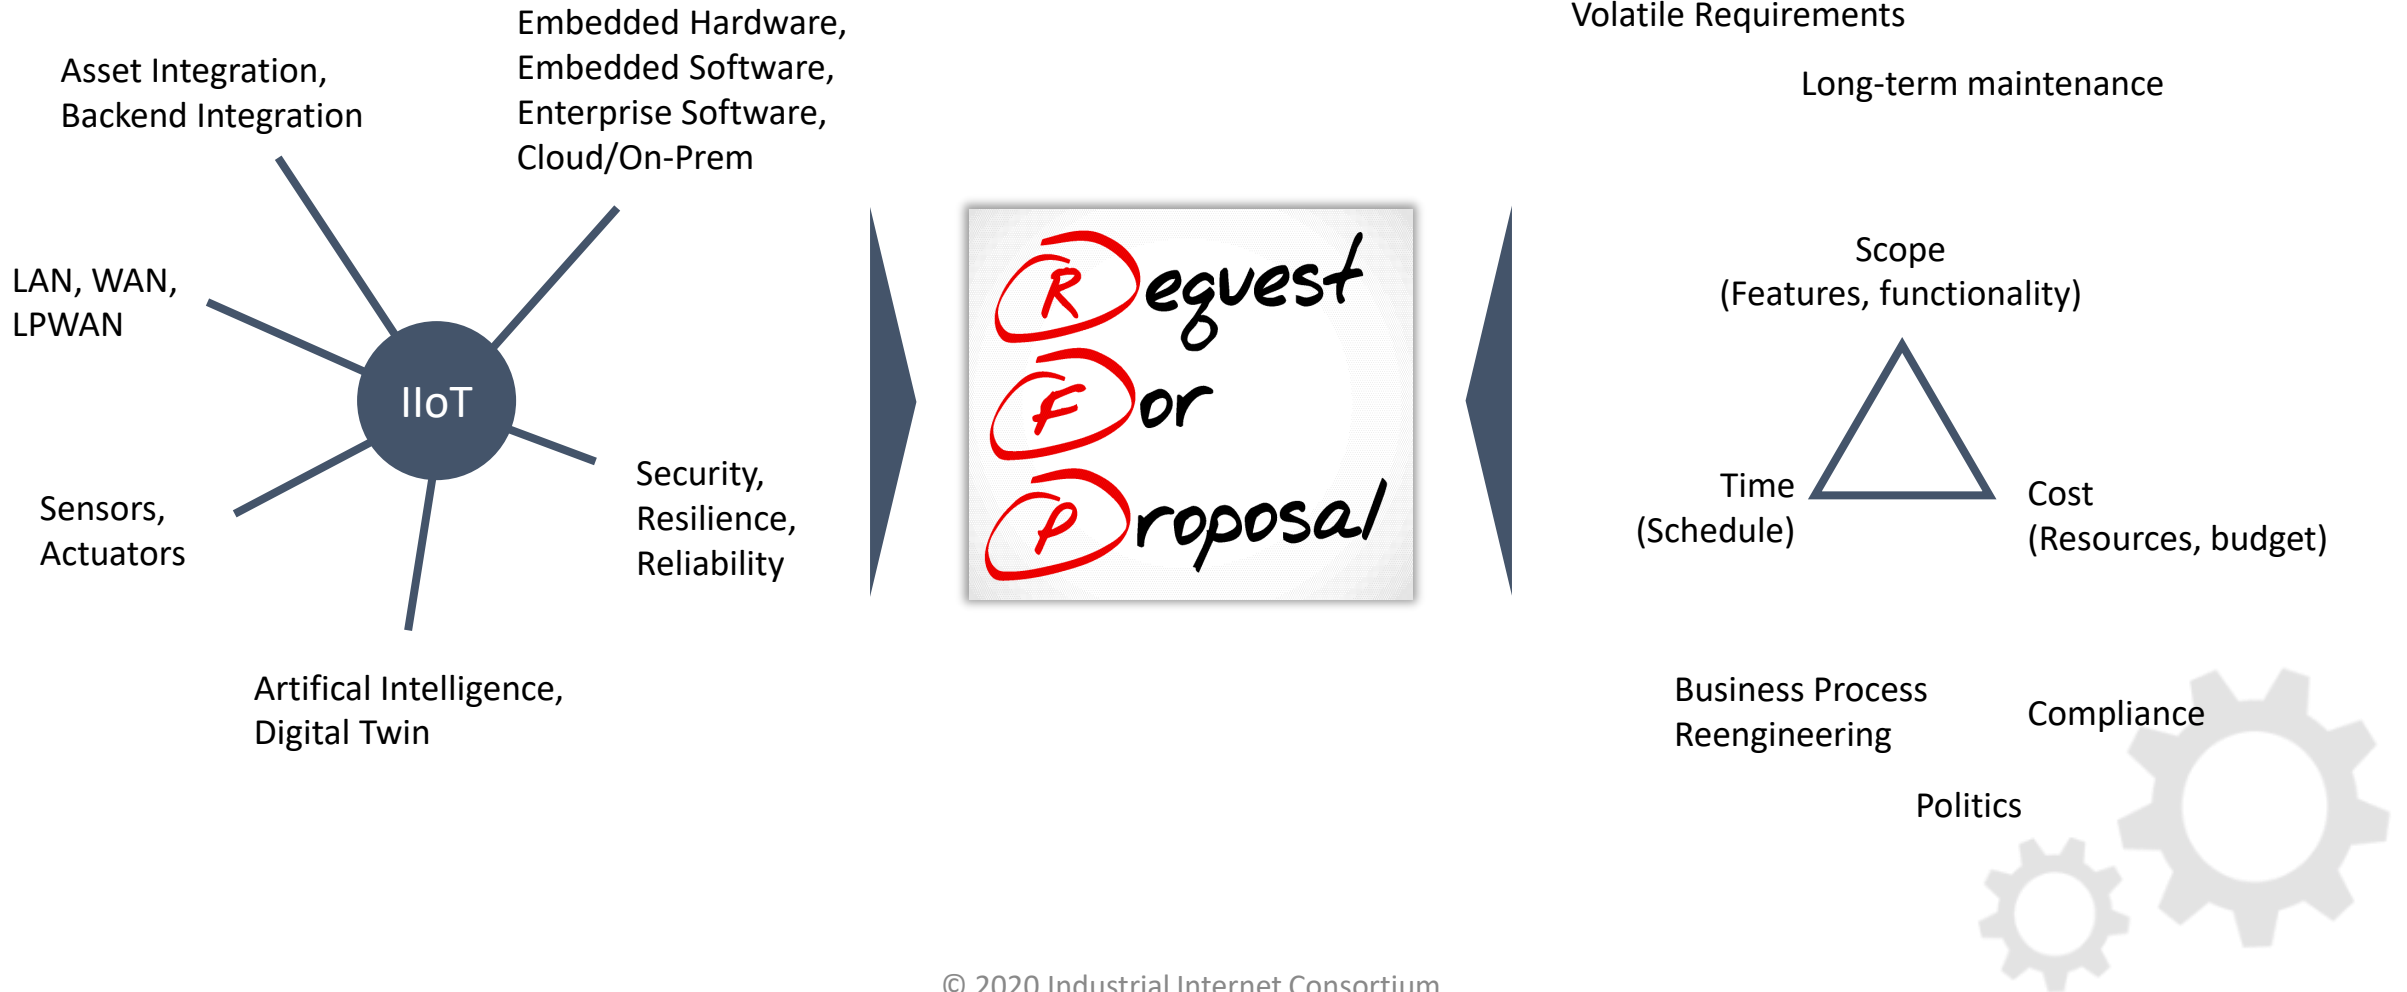 Asset Integration,
Backend Integration
Embedded Hardware,
Embedded Software,
Enterprise Software,
Cloud/On-Prem
LAN, WAN,
LPWAN
IIoT
Sensors,
Actuators
Security,
Resilience,
Reliability
Artifical Intelligence,
Digital Twin
Request
For
Proposal
Volatile Requirements
Long-term maintenance
Scope
(Features, functionality)
Time
(Schedule)
Cost
(Resources, budget)
Business Process
Reengineering
Compliance
Politics
© 2020 Industrial Internet Consortium